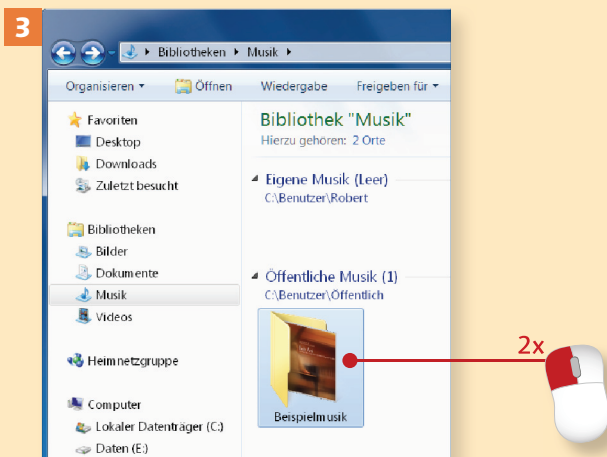 3
Bibliotheken Musik
Organisieren Öffnen Wiedergabe Freigeben für
Favoriten
Desktop
Downloads
Zuletzt besucht
Bibliotheken
Bilder
Dokumente
Musik
Videos
Heimnetzgruppe
Computer
Lokaler Datenträger (C:)
Daten (E:)
Bibliothek "Musik"
Hierzu gehören: 2 Orte
Eigene Musik (Leer)
C:\Benutzer\Robert
Öffentliche Musik (1)
C:\Benutzer\Öffentlich
Beispielmusik
2x